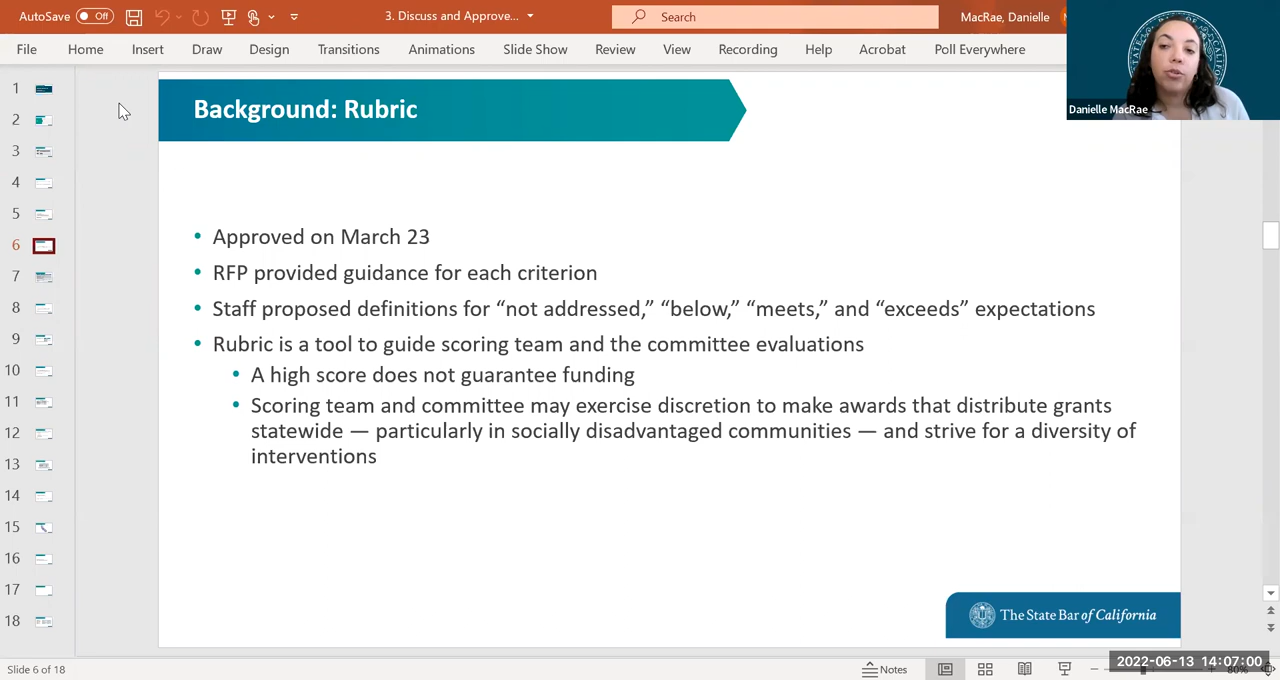 AutoSave Off 3. Discuss and Approve... Search MacRae, Danielle
File Home Insert Draw Design Transitions Animations Slide Show Review View Recording Help Acrobat Poll Everywhere
Danielle MacRae
1
2
3
4
5
6
7
8
9
10
11
12
13
14
15
16
17
18
Background: Rubric
• Approved on March 23
• RFP provided guidance for each criterion
• Staff proposed definitions for “not addressed,” “below,” “meets,” and “exceeds” expectations
• Rubric is a tool to guide scoring team and the committee evaluations
• A high score does not guarantee funding
• Scoring team and committee may exercise discretion to make awards that distribute grants
statewide — particularly in socially disadvantaged communities — and strive for a diversity of
interventions
The State Bar of California
Slide 6 of 18 Notes 80%
2022-06-13 14:07:00